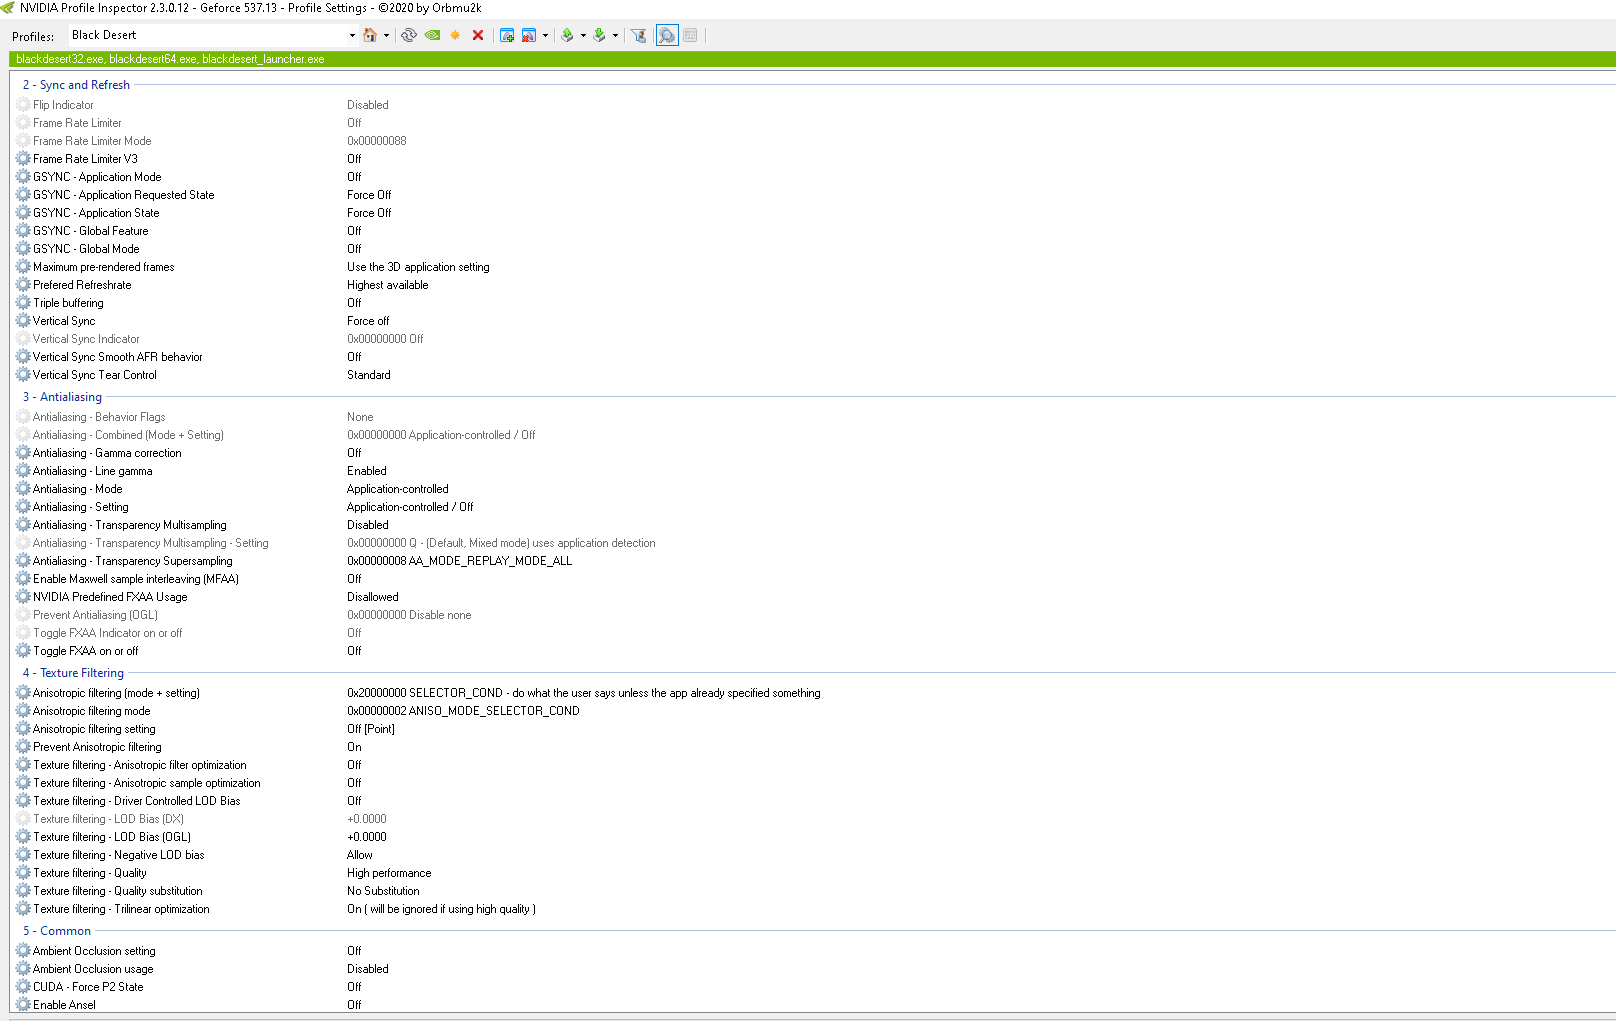 NVIDIA Profile Inspector 2.3.0.12 - Geforce 537.13 - Profile Settings - ©2020 by Orbmu2k
Profiles: Black Desert
blackdesert32.exe, blackdesert64.exe, blackdesert_launcher.exe
2 - Sync and Refresh
Flip Indicator Disabled
Frame Rate Limiter Off
Frame Rate Limiter Mode 0x00000088
Frame Rate Limiter V3 Off
GSYNC - Application Mode Off
GSYNC - Application Requested State Force Off
GSYNC - Application State Force Off
GSYNC - Global Feature Off
GSYNC - Global Mode Off
Maximum pre-rendered frames Use the 3D application setting
Prefered Refreshrate Highest available
Triple buffering Off
Vertical Sync Force off
Vertical Sync Indicator 0x00000000 Off
Vertical Sync Smooth AFR behavior Off
Vertical Sync Tear Control Standard
3 - Antialiasing
Antialiasing - Behavior Flags None
Antialiasing - Combined (Mode + Setting) 0x00000000 Application-controlled / Off
Antialiasing - Gamma correction Off
Antialiasing - Line gamma Enabled
Antialiasing - Mode Application-controlled
Antialiasing - Setting Application-controlled / Off
Antialiasing - Transparency Multisampling Disabled
Antialiasing - Transparency Multisampling - Setting 0x00000000 Q - (Default, Mixed mode) uses application detection
Antialiasing - Transparency Supersampling 0x00000008 AA_MODE_REPLAY_MODE_ALL
Enable Maxwell sample interleaving (MFAA) Off
NVIDIA Predefined FXAA Usage Disallowed
Prevent Antialiasing (OGL) 0x00000000 Disable none
Toggle FXAA Indicator on or off Off
Toggle FXAA on or off Off
4 - Texture Filtering
Anisotropic filtering (mode + setting) 0x20000000 SELECTOR_COND - do what the user says unless the app already specified something
Anisotropic filtering mode 0x00000002 ANISO_MODE_SELECTOR_COND
Anisotropic filtering setting Off [Point]
Prevent Anisotropic filtering On
Texture filtering - Anisotropic filter optimization Off
Texture filtering - Anisotropic sample optimization Off
Texture filtering - Driver Controlled LOD Bias Off
Texture filtering - LOD Bias (DX) +0.0000
Texture filtering - LOD Bias (OGL) +0.0000
Texture filtering - Negative LOD bias Allow
Texture filtering - Quality High performance
Texture filtering - Quality substitution No Substitution
Texture filtering - Trilinear optimization On ( will be ignored if using high quality )
5 - Common
Ambient Occlusion setting Off
Ambient Occlusion usage Disabled
CUDA - Force P2 State Off
Enable Ansel Off